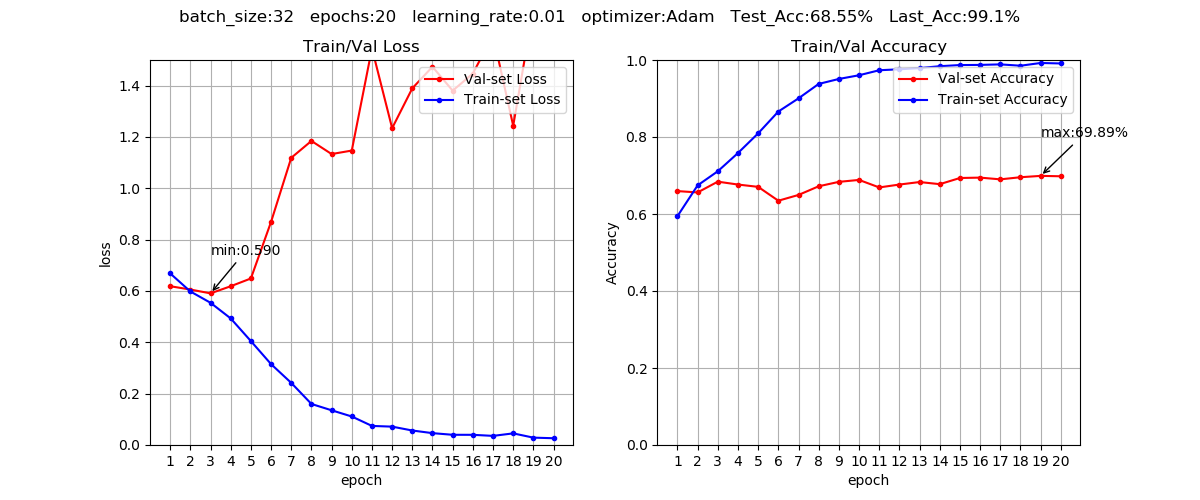 batch_size:32 epochs:20 learning_rate:0.01 optimizer:Adam Test_Acc:68.55% Last_Acc:99.1%
Train/Val Loss
Val-set Loss
Train-set Loss
min:0.590
loss
1.4
1.2
1.0
0.8
0.6
0.4
0.2
0.0
1 2 3 4 5 6 7 8 9 10 11 12 13 14 15 16 17 18 19 20
epoch
Train/Val Accuracy
Val-set Accuracy
Train-set Accuracy
max:69.89%
Accuracy
1.0
0.8
0.6
0.4
0.2
0.0
1 2 3 4 5 6 7 8 9 10 11 12 13 14 15 16 17 18 19 20
epoch